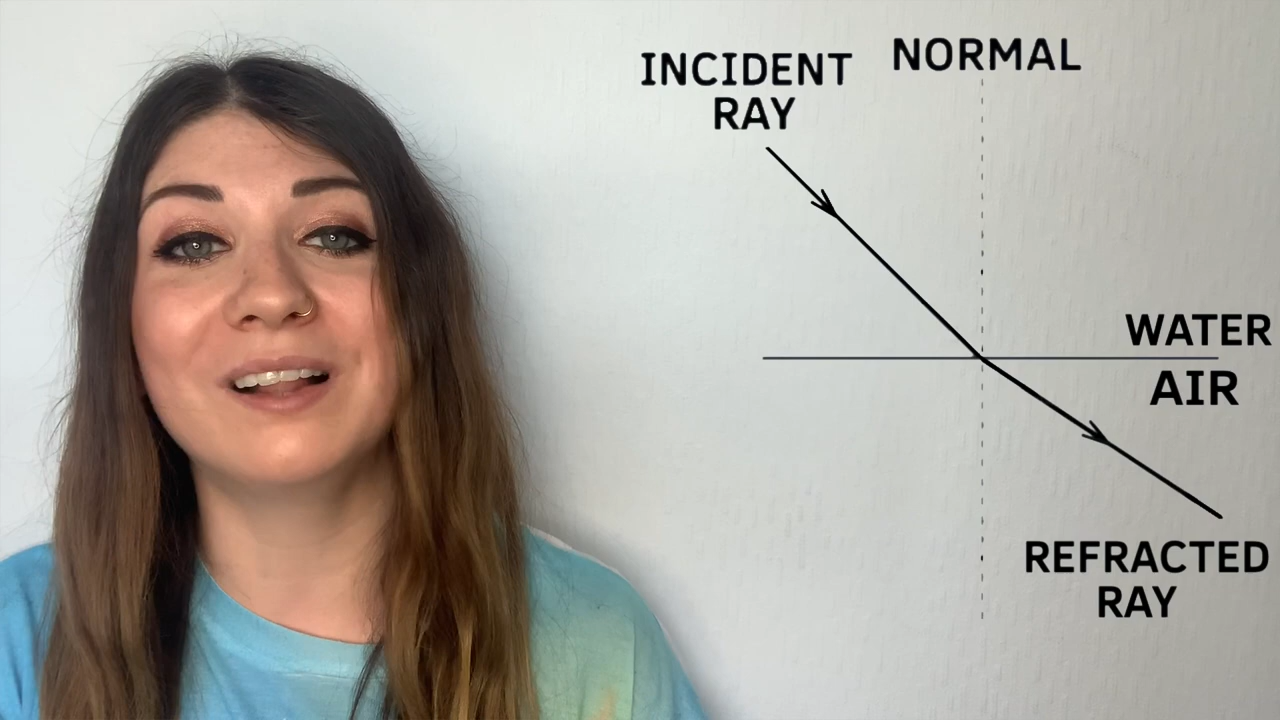 INCIDENT
RAY
NORMAL
WATER
AIR
REFRACTED
RAY